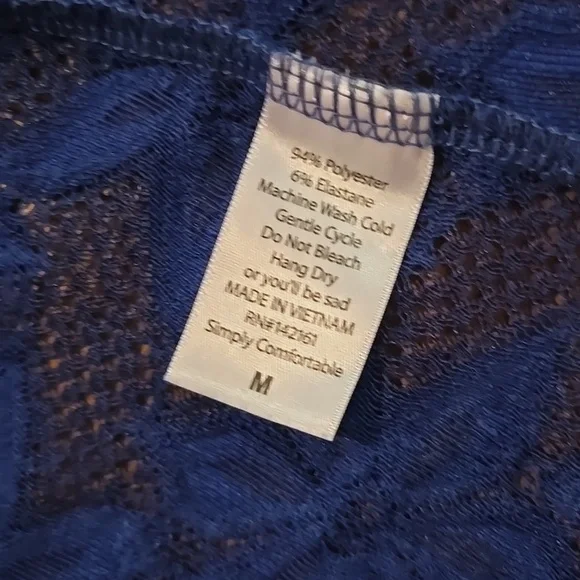 94% Polyester
6% Elastane
Machine Wash Cold
Gentle Cycle
Do Not Bleach
Hang Dry
or you'll be sad
MADE IN VIETNAM
RN#142161
Simply Comfortable
M